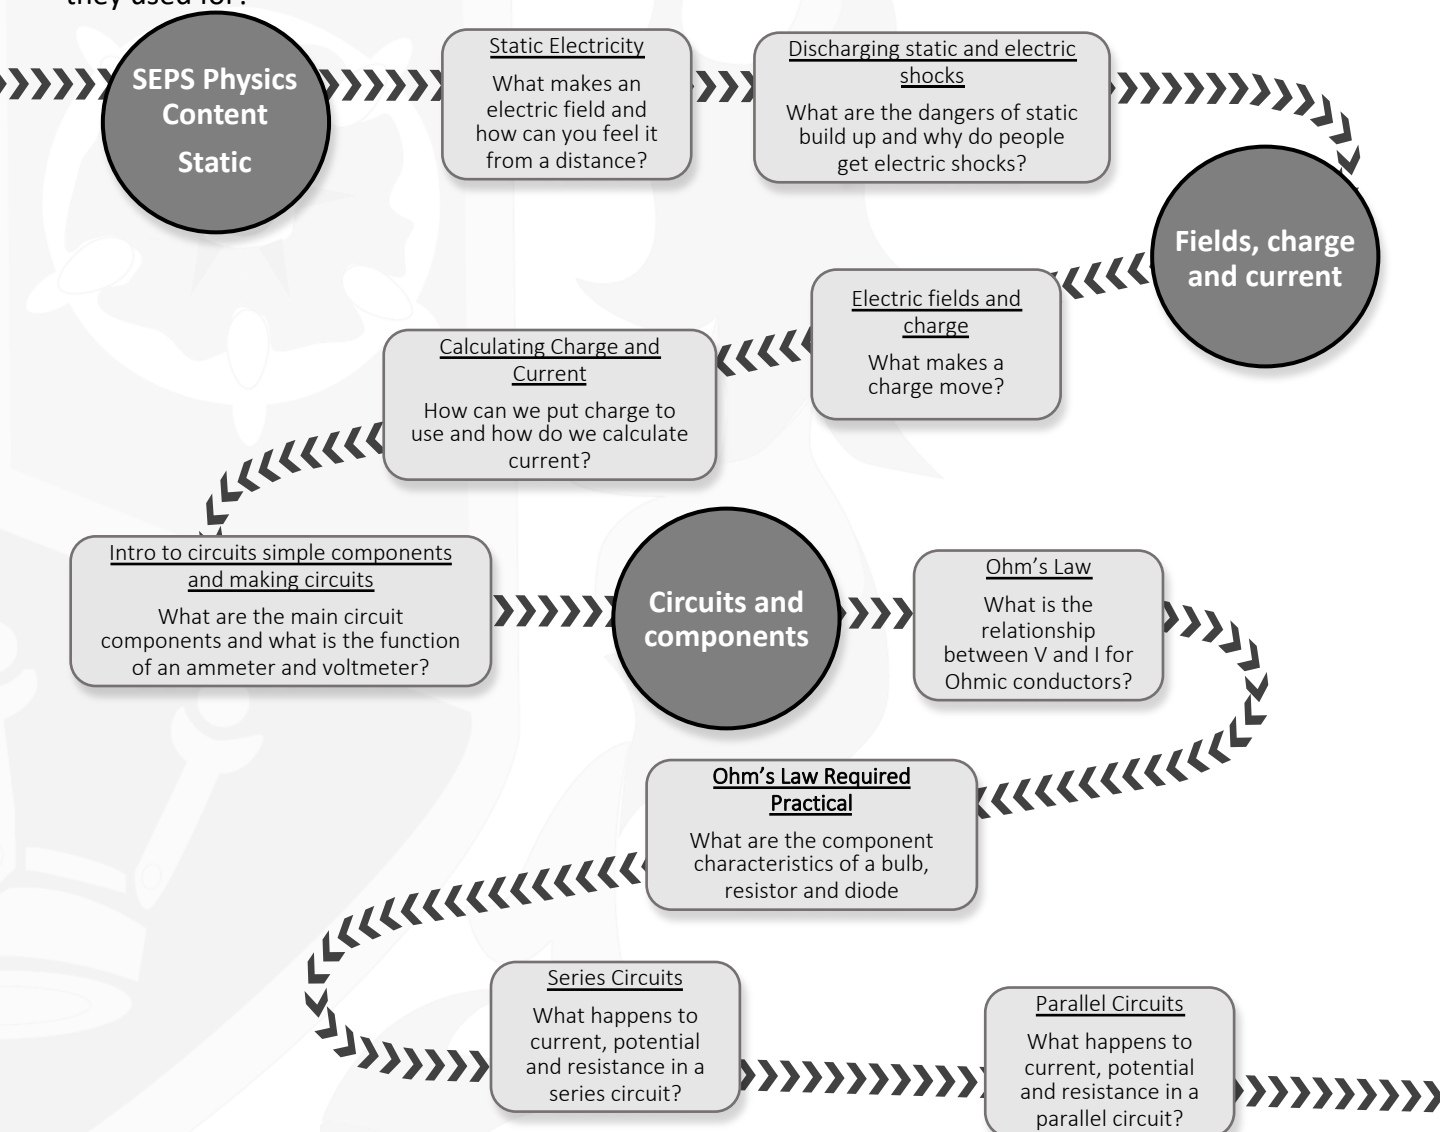 they used for?
SEPS Physics
Content
Static
Static Electricity
What makes an
electric field and
how can you feel it
from a distance?
Discharging static and electric
shocks
What are the dangers of static
build up and why do people
get electric shocks?
Fields, charge
and current
Electric fields and
charge
What makes a
charge move?
Calculating Charge and
Current
How can we put charge to
use and how do we calculate
current?
Intro to circuits simple components
and making circuits
What are the main circuit
components and what is the function
of an ammeter and voltmeter?
Circuits and
components
Ohm’s Law
What is the
relationship
between V and I for
Ohmic conductors?
Ohm’s Law Required
Practical
What are the component
characteristics of a bulb,
resistor and diode
Series Circuits
What happens to
current, potential
and resistance in a
series circuit?
Parallel Circuits
What happens to
current, potential
and resistance in a
parallel circuit?